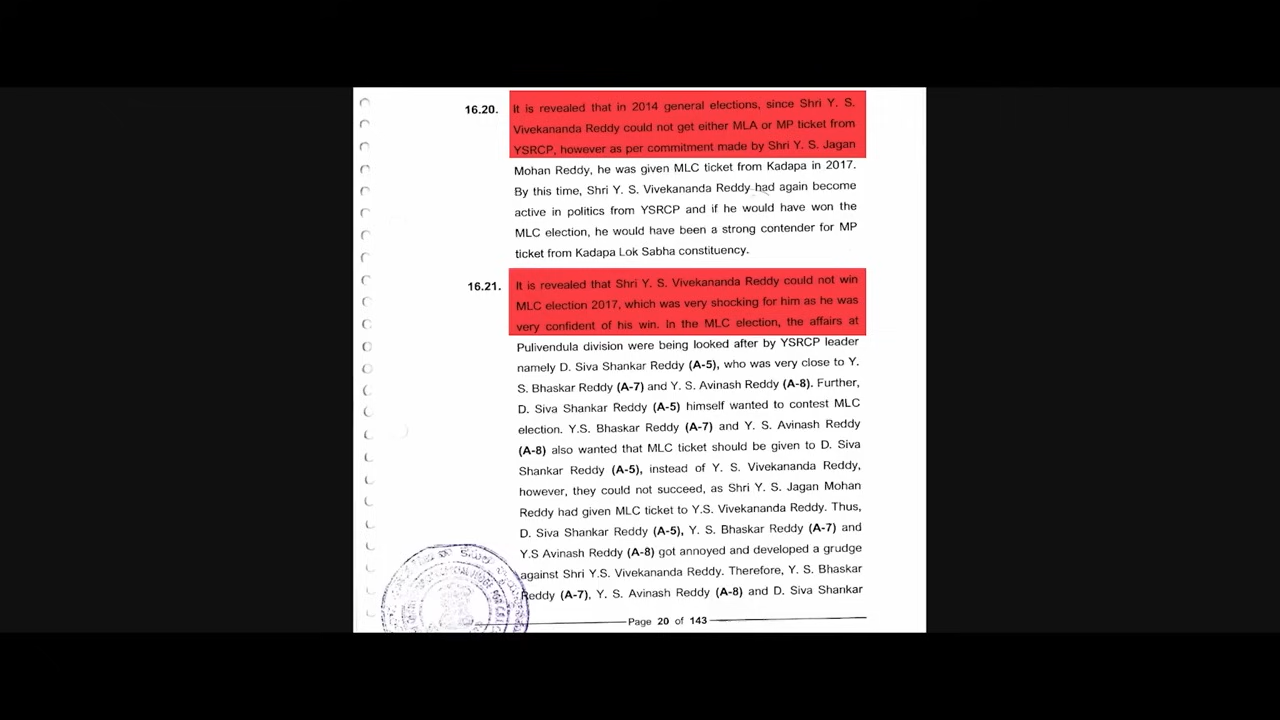 16.20. It is revealed that in 2014 general elections, since Shri Y. S.
Vivekananda Reddy could not get either MLA or MP ticket from
YSRCP, however as per commitment made by Shri Y. S. Jagan
Mohan Reddy, he was given MLC ticket from Kadapa in 2017.
By this time, Shri Y. S. Vivekananda Reddy had again become
active in politics from YSRCP and if he would have won the
MLC election, he would have been a strong contender for MP
ticket from Kadapa Lok Sabha constituency.
16.21. It is revealed that Shri Y. S. Vivekananda Reddy could not win
MLC election 2017, which was very shocking for him as he was
very confident of his win. In the MLC election, the affairs at
Pulivendula division were being looked after by YSRCP leader
namely D. Siva Shankar Reddy (A-5), who was very close to Y.
S. Bhaskar Reddy (A-7) and Y. S. Avinash Reddy (A-8). Further,
D. Siva Shankar Reddy (A-5) himself wanted to contest MLC
election. Y.S. Bhaskar Reddy (A-7) and Y. S. Avinash Reddy
(A-8) also wanted that MLC ticket should be given to D. Siva
Shankar Reddy (A-5), instead of Y. S. Vivekananda Reddy,
however, they could not succeed, as Shri Y. S. Jagan Mohan
Reddy had given MLC ticket to Y.S. Vivekananda Reddy. Thus,
D. Siva Shankar Reddy (A-5), Y. S. Bhaskar Reddy (A-7) and
Y.S Avinash Reddy (A-8) got annoyed and developed a grudge
against Shri Y.S. Vivekananda Reddy. Therefore, Y. S. Bhaskar
Reddy (A-7), Y. S. Avinash Reddy (A-8) and D. Siva Shankar
Page 20 of 143